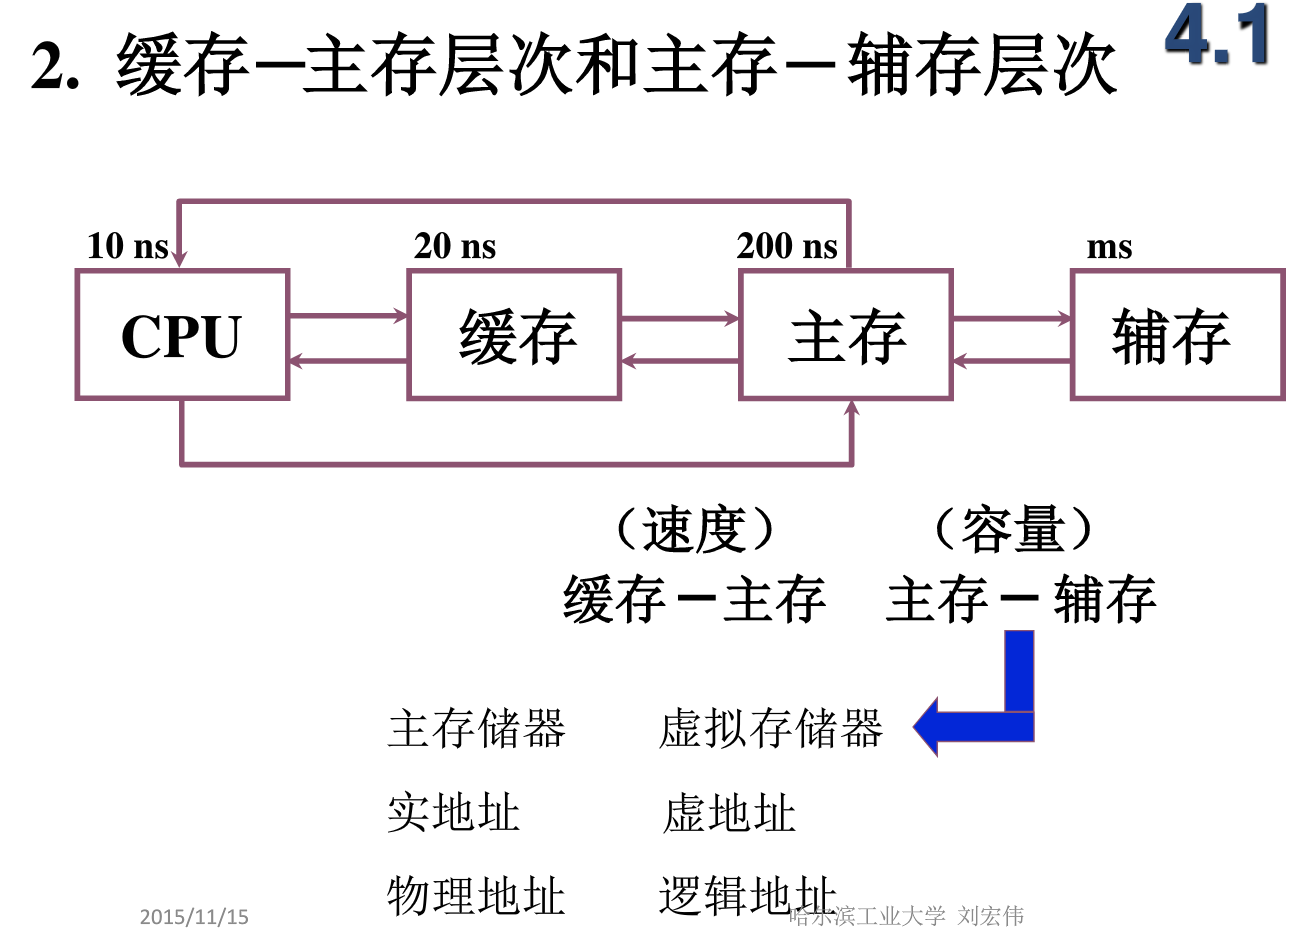 2. 缓存－主存层次和主存－辅存层次
4.1
10 ns
20 ns
200 ns
ms
CPU
缓存
主存
辅存
（速度）
（容量）
缓存－主存
主存－辅存
主存储器
虚拟存储器
实地址
虚地址
物理地址
逻辑地址
2015/11/15
哈尔滨工业大学 刘宏伟